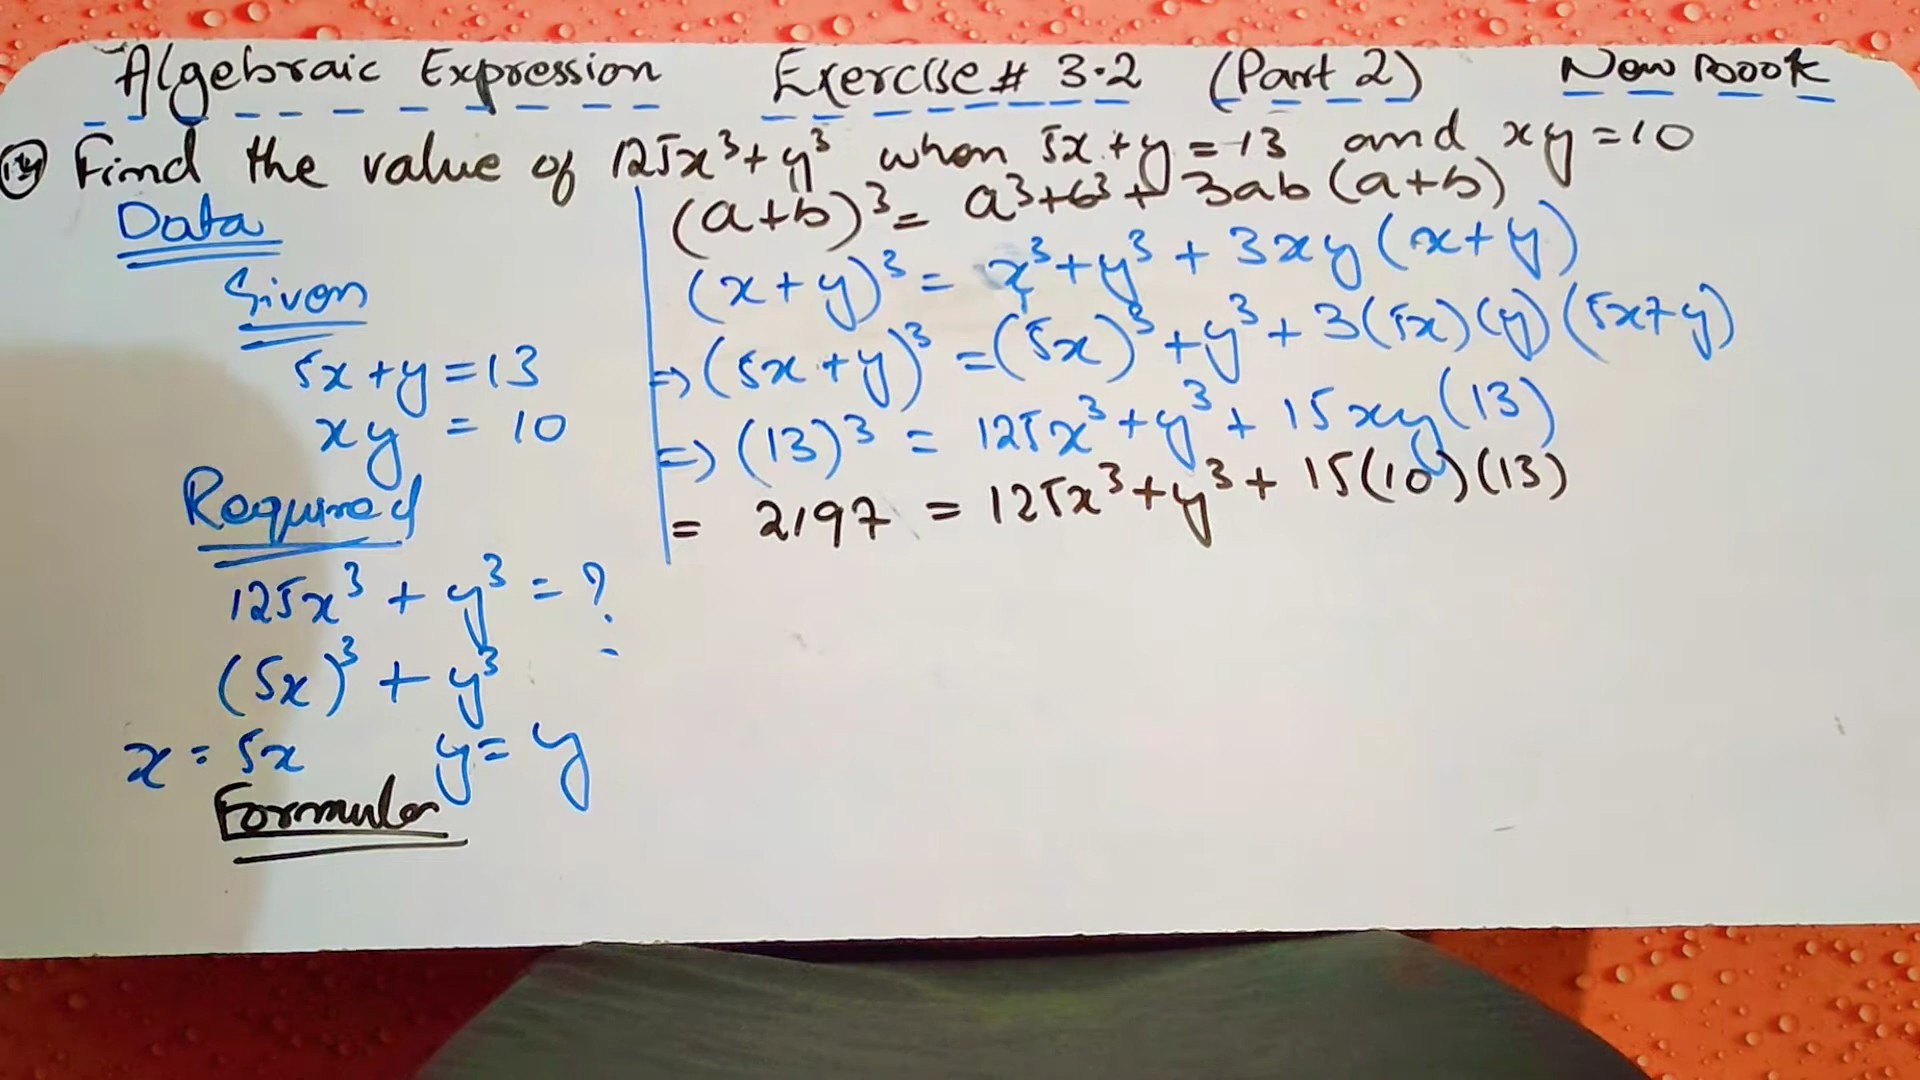 Algebraic Expression Exercise # 3.2 (Part 2) New Book
Find the value of 125x³+y³ when 5x+y=13 and xy=10
Data
Given
5x+y=13
xy = 10
Required
125x³ + y³ = ?
(5x)³ + y³
x = 5x y = y
Formula
(a+b)³ = a³+b³+3ab(a+b)
(x+y)³ = x³+y³+3xy(x+y)
⇒ (5x+y)³ = (5x)³+y³+3(5x)(y)(5x+y)
⇒ (13)³ = 125x³+y³+15xy(13)
= 2197 = 125x³+y³+15(10)(13)